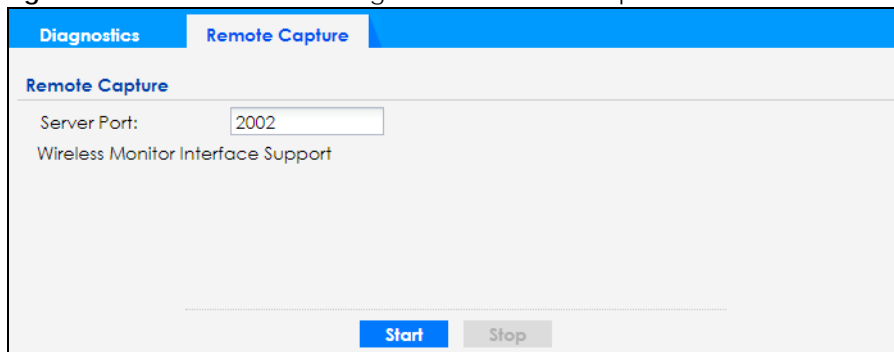 Diagnostics Remote Capture
Remote Capture
Server Port: 2002
Wireless Monitor Interface Support
Start Stop